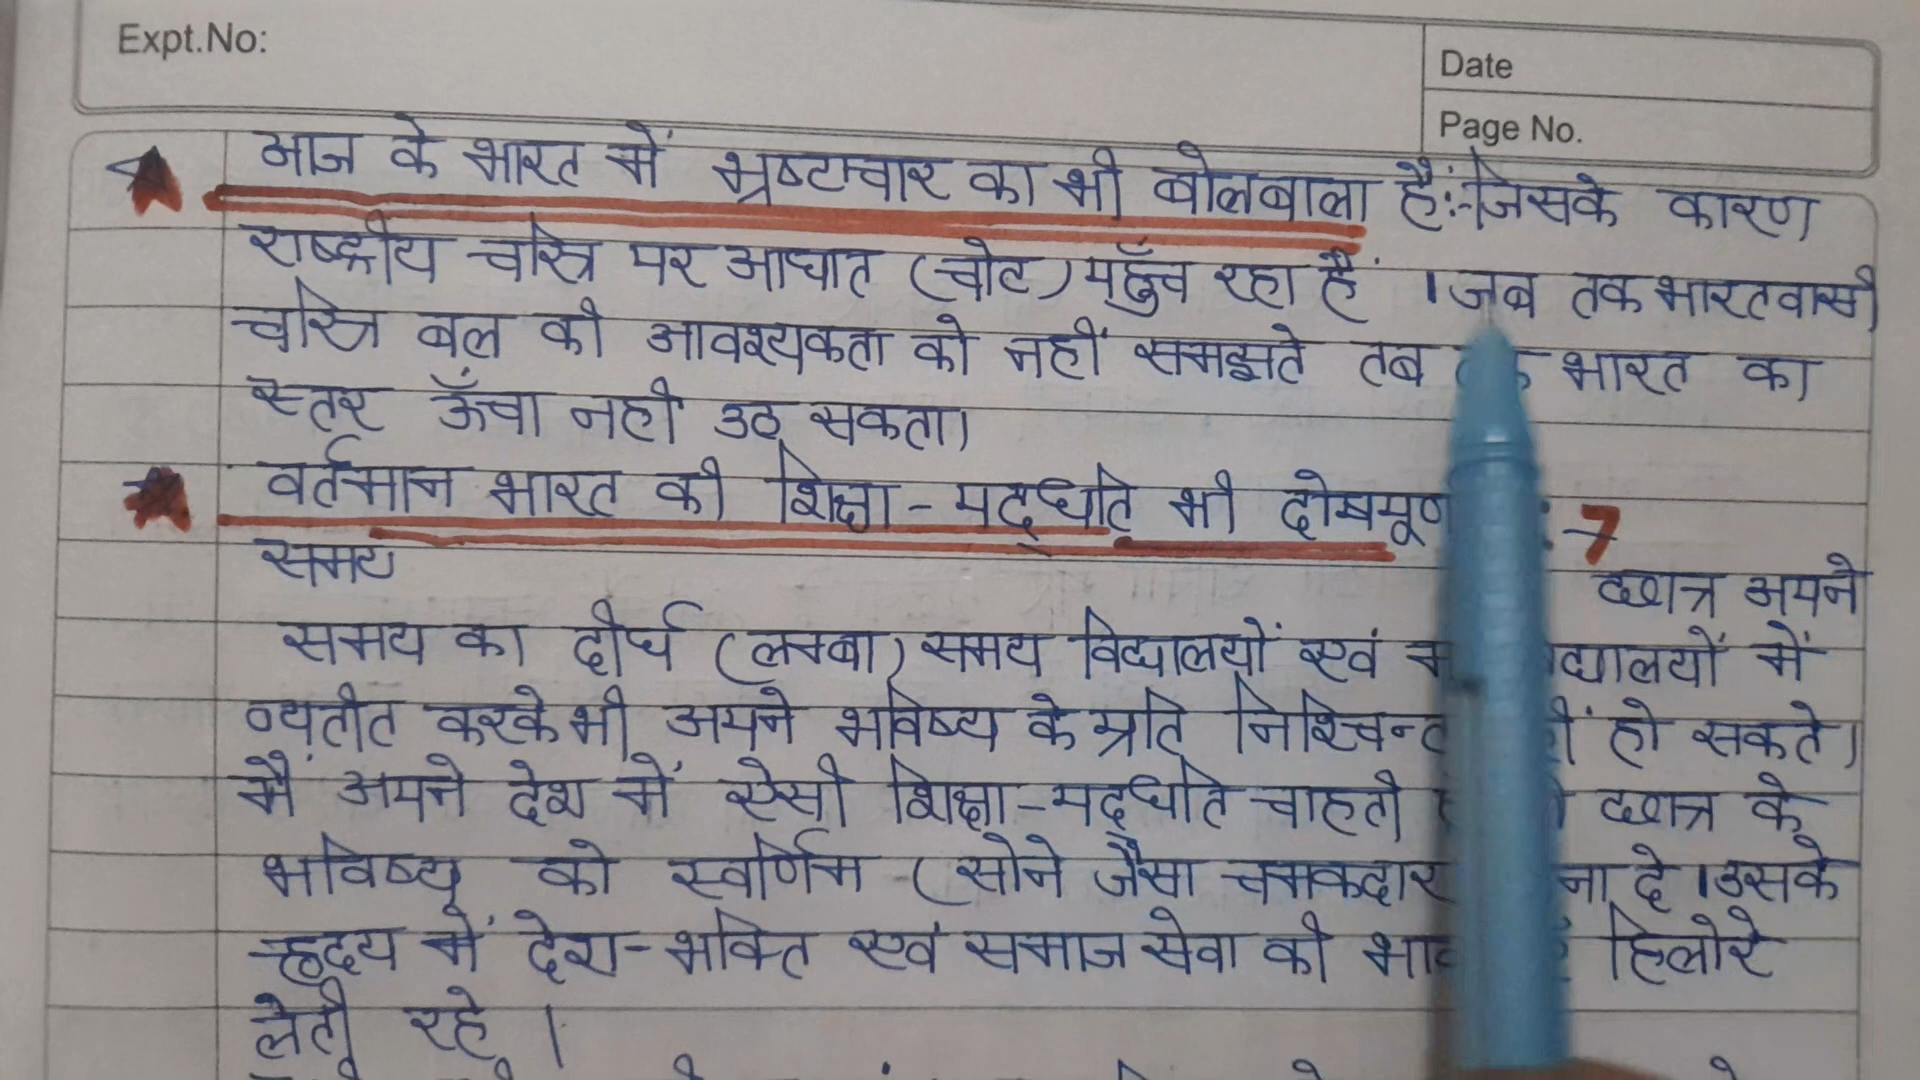 Expt.No:
Date
Page No.
आज के भारत में भ्रष्टाचार का भी बोलबाला है:-जिसके कारण
राष्ट्रीय चरित्र पर आघात (चोट) पहुँच रहा है । जब तक भारतवासी
चरित्र बल की आवश्यकता को नहीं समझते तब भारत का
स्तर ऊँचा नही उठ सकता।
वर्तमान भारत की शिक्षा-पद्धति भी
समय
छात्र अपने
समय का दीर्घ (लम्बा) समय विद्यालयों एवं में
व्यतीत करके भी अपने भविष्य के प्रति हो सकते।
मैं अपने देश में ऐसी शिक्षा-पद्धति चाहती छात्र के
भविष्य को स्वर्णिम (सोने जैसा चमकदार दे । उसके
हृदय में देश-भक्ति एवं समाज सेवा की हिलोरे
लेती रहे ।